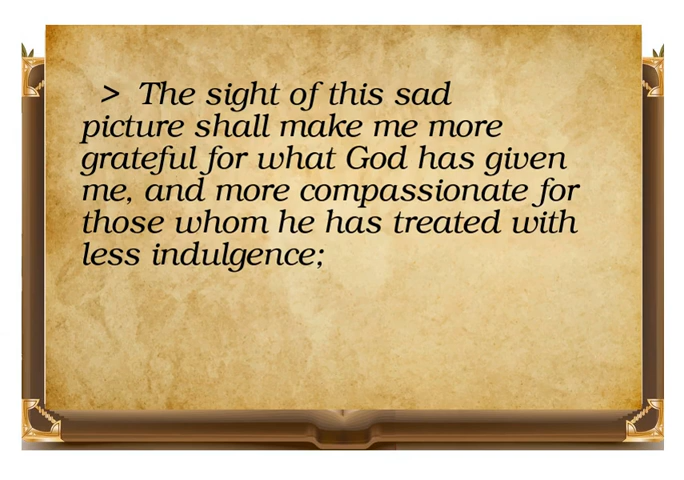 > The sight of this sad
picture shall make me more
grateful for what God has given
me, and more compassionate for
those whom he has treated with
less indulgence;